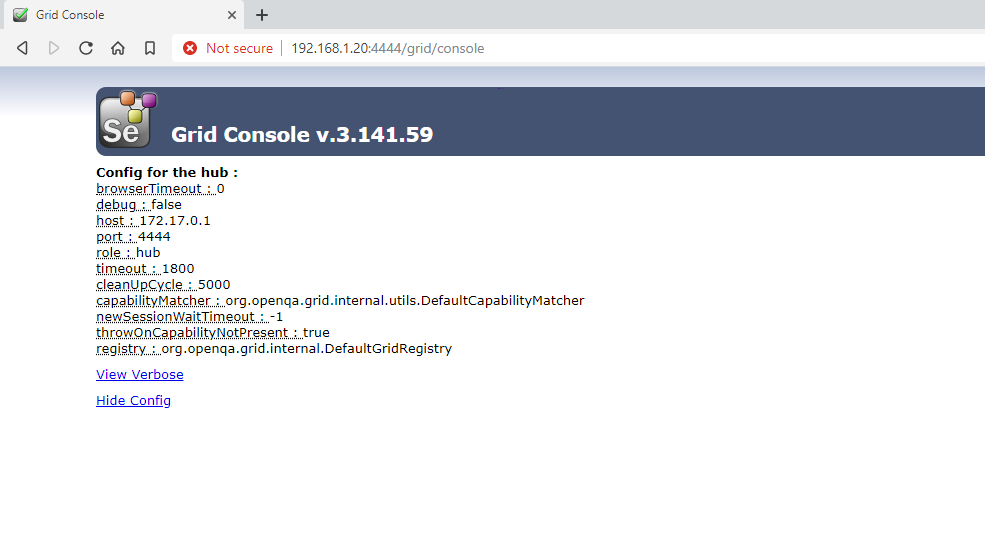 Grid Console
Not secure 192.168.1.20:4444/grid/console
Se
Grid Console v.3.141.59
Config for the hub :
browserTimeout : 0
debug : false
host : 172.17.0.1
port : 4444
role : hub
timeout : 1800
cleanUpCycle : 5000
capabilityMatcher : org.openqa.grid.internal.utils.DefaultCapabilityMatcher
newSessionWaitTimeout : -1
throwOnCapabilityNotPresent : true
registry : org.openqa.grid.internal.DefaultGridRegistry
View Verbose
Hide Config